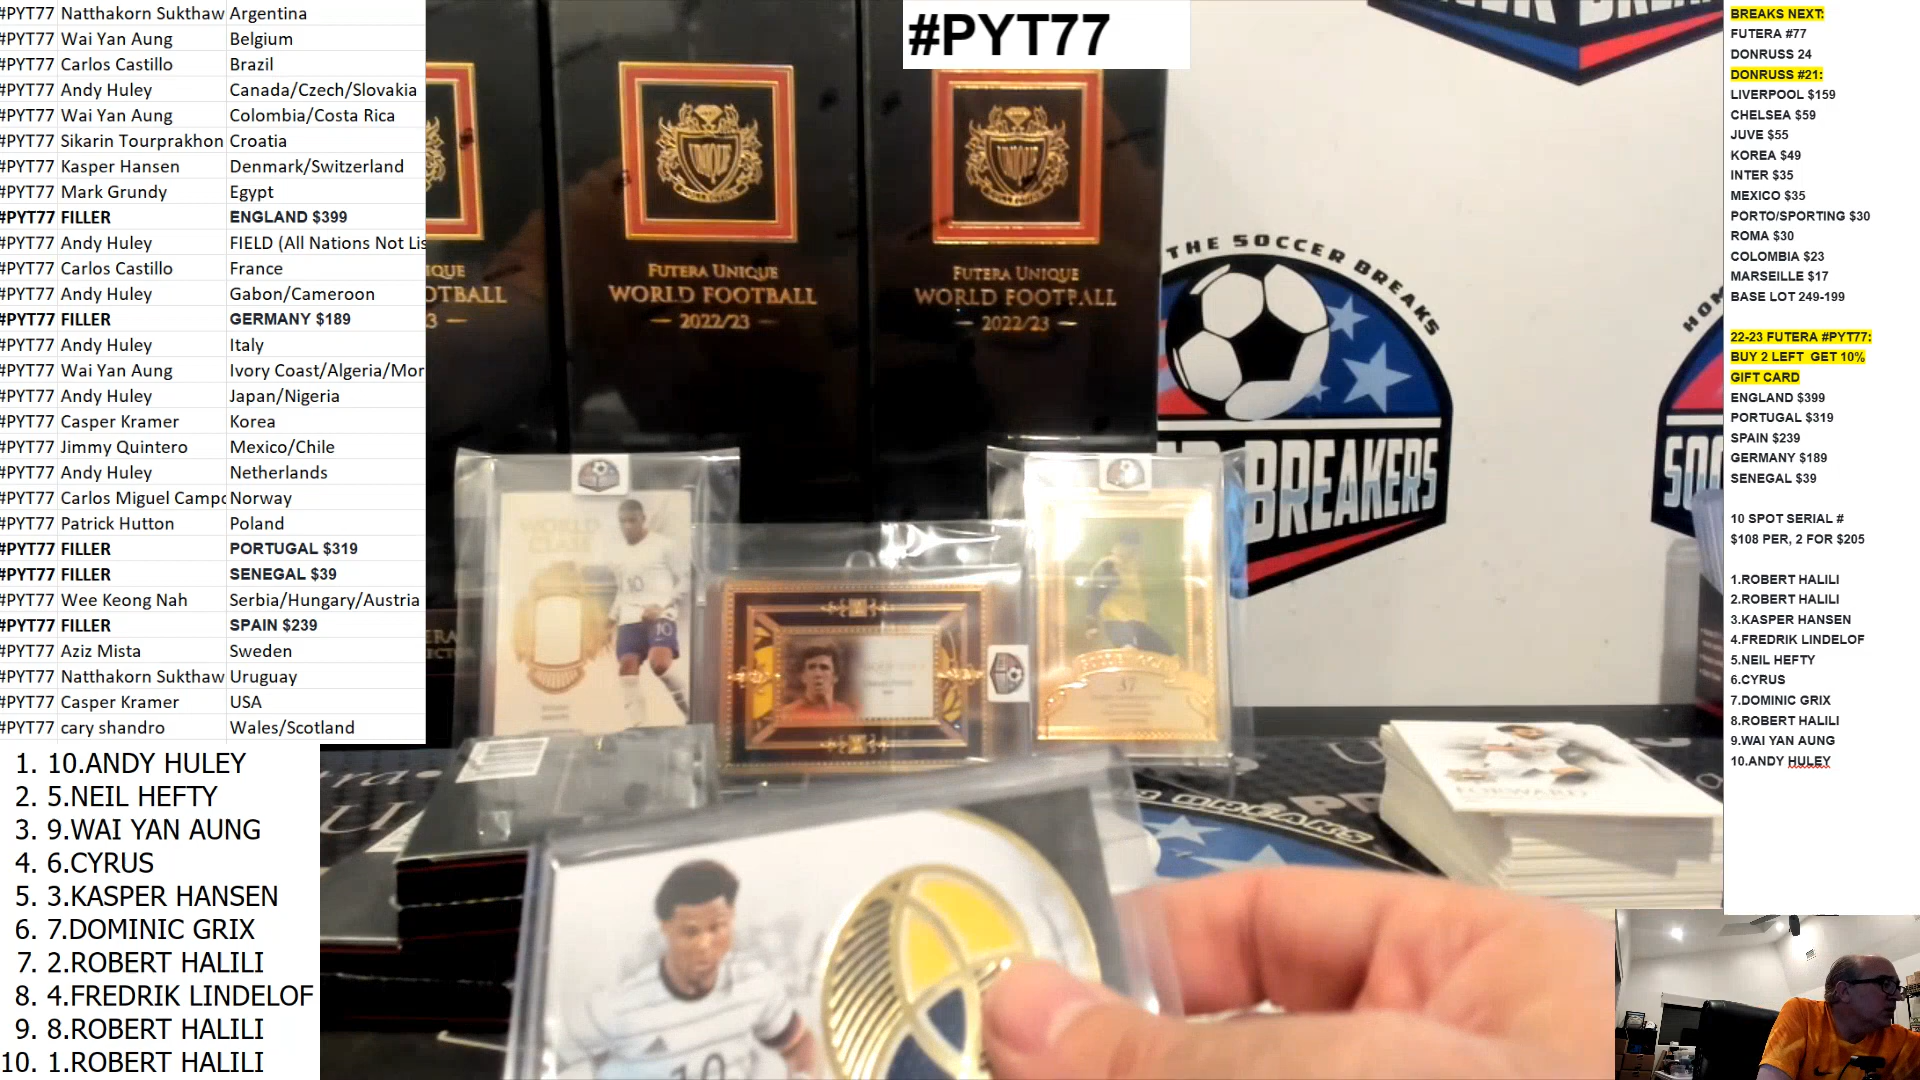 #PYT77 Natthakorn Sukthaw Argentina
#PYT77 Wai Yan Aung Belgium
#PYT77 Carlos Castillo Brazil
#PYT77 Andy Huley Canada/Czech/Slovakia
#PYT77 Wai Yan Aung Colombia/Costa Rica
#PYT77 Sikarin Tourprakhon Croatia
#PYT77 Kasper Hansen Denmark/Switzerland
#PYT77 Mark Grundy Egypt
#PYT77 FILLER ENGLAND $399
#PYT77 Andy Huley FIELD (All Nations Not Lis
#PYT77 Carlos Castillo France
#PYT77 Andy Huley Gabon/Cameroon
#PYT77 FILLER GERMANY $189
#PYT77 Andy Huley Italy
#PYT77 Wai Yan Aung Ivory Coast/Algeria/Mor
#PYT77 Andy Huley Japan/Nigeria
#PYT77 Casper Kramer Korea
#PYT77 Jimmy Quintero Mexico/Chile
#PYT77 Andy Huley Netherlands
#PYT77 Carlos Miguel Campo Norway
#PYT77 Patrick Hutton Poland
#PYT77 FILLER PORTUGAL $319
#PYT77 FILLER SENEGAL $39
#PYT77 Wee Keong Nah Serbia/Hungary/Austria
#PYT77 FILLER SPAIN $239
#PYT77 Aziz Mista Sweden
#PYT77 Natthakorn Sukthaw Uruguay
#PYT77 Casper Kramer USA
#PYT77 cary shandro Wales/Scotland
1. 10.ANDY HULEY
2. 5.NEIL HEFTY
3. 9.WAI YAN AUNG
4. 6.CYRUS
5. 3.KASPER HANSEN
6. 7.DOMINIC GRIX
7. 2.ROBERT HALILI
8. 4.FREDRIK LINDELOF
9. 8.ROBERT HALILI
10. 1.ROBERT HALILI
#PYT77
UNIQUE
FUTERA UNIQUE
WORLD FOOTBALL
2022/23
UNIQUE
FUTERA UNIQUE
WORLD FOOTBALL
2022/23
THE SOCCER BREAKS
BREAKERS
HOM
SOC
WORLD
CLASS
10
37
FORWARD
10
BREAKS NEXT:
FUTERA #77
DONRUSS 24
DONRUSS #21:
LIVERPOOL $159
CHELSEA $59
JUVE $55
KOREA $49
INTER $35
MEXICO $35
PORTO/SPORTING $30
ROMA $30
COLOMBIA $23
MARSEILLE $17
BASE LOT 249-199
22-23 FUTERA #PYT77:
BUY 2 LEFT GET 10%
GIFT CARD
ENGLAND $399
PORTUGAL $319
SPAIN $239
GERMANY $189
SENEGAL $39
10 SPOT SERIAL #
$108 PER, 2 FOR $205
1.ROBERT HALILI
2.ROBERT HALILI
3.KASPER HANSEN
4.FREDRIK LINDELOF
5.NEIL HEFTY
6.CYRUS
7.DOMINIC GRIX
8.ROBERT HALILI
9.WAI YAN AUNG
10.ANDY HULEY